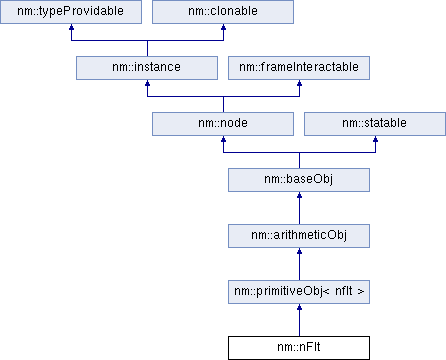 nm::typeProvidable
nm::clonable
nm::instance
nm::frameInteractable
nm::node
nm::statable
nm::baseObj
nm::arithmeticObj
nm::primitiveObj< nflt >
nm::nFlt